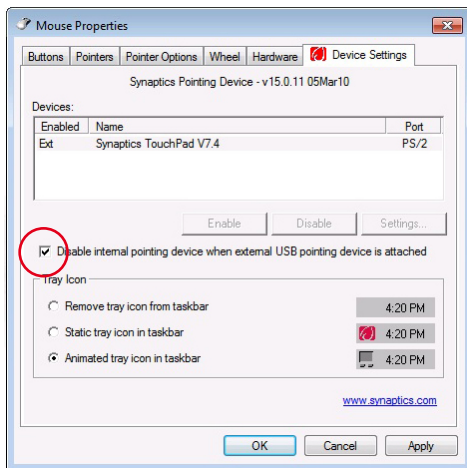 Mouse Properties
Buttons Pointers Pointer Options Wheel Hardware Device Settings
Synaptics Pointing Device - v15.0.11 05Mar10
Devices:
Enabled Name Port
Ext Synaptics TouchPad V7.4 PS/2
Enable Disable Settings...
Disable internal pointing device when external USB pointing device is attached
Tray Icon
Remove tray icon from taskbar 4:20 PM
Static tray icon in taskbar 4:20 PM
Animated tray icon in taskbar 4:20 PM
www.synaptics.com
OK Cancel Apply